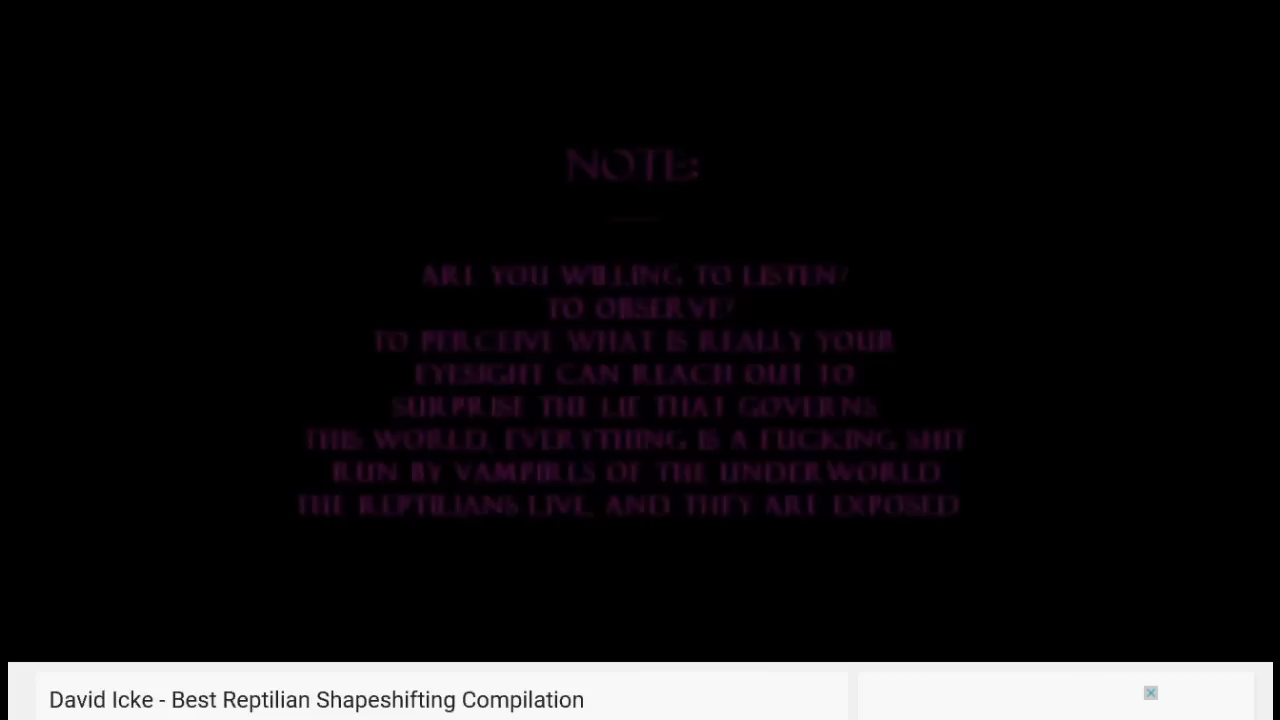 NOTE:
ARE YOU WILLING TO LISTEN?
TO OBSERVE?
TO PERCEIVE WHAT IS REALLY YOUR
EYESIGHT CAN REACH OUT TO
SURPRISE THE LIE THAT GOVERNS
THIS WORLD. EVERYTHING IS A FUCKING SHIT
RUN BY VAMPIRES OF THE UNDERWORLD.
THE REPTILIANS LIVE, AND THEY ARE EXPOSED
David Icke - Best Reptilian Shapeshifting Compilation